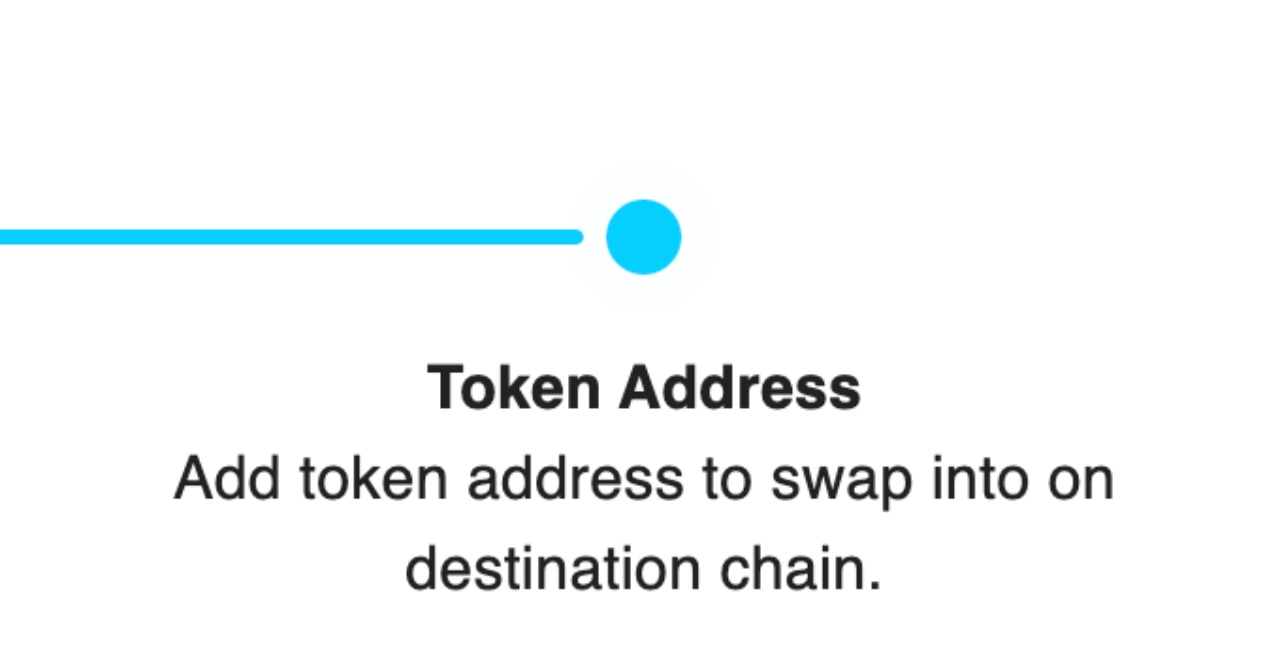 Token Address
Add token address to swap into on
destination chain.